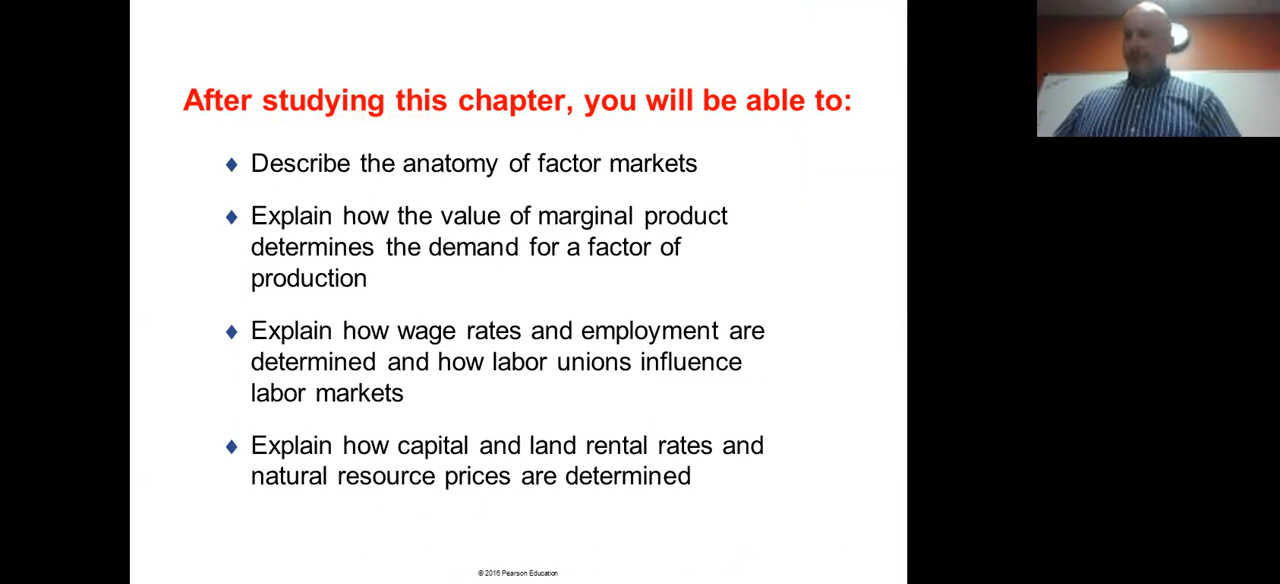 After studying this chapter, you will be able to:
♦ Describe the anatomy of factor markets
♦ Explain how the value of marginal product
determines the demand for a factor of
production
♦ Explain how wage rates and employment are
determined and how labor unions influence
labor markets
♦ Explain how capital and land rental rates and
natural resource prices are determined
© 2016 Pearson Education